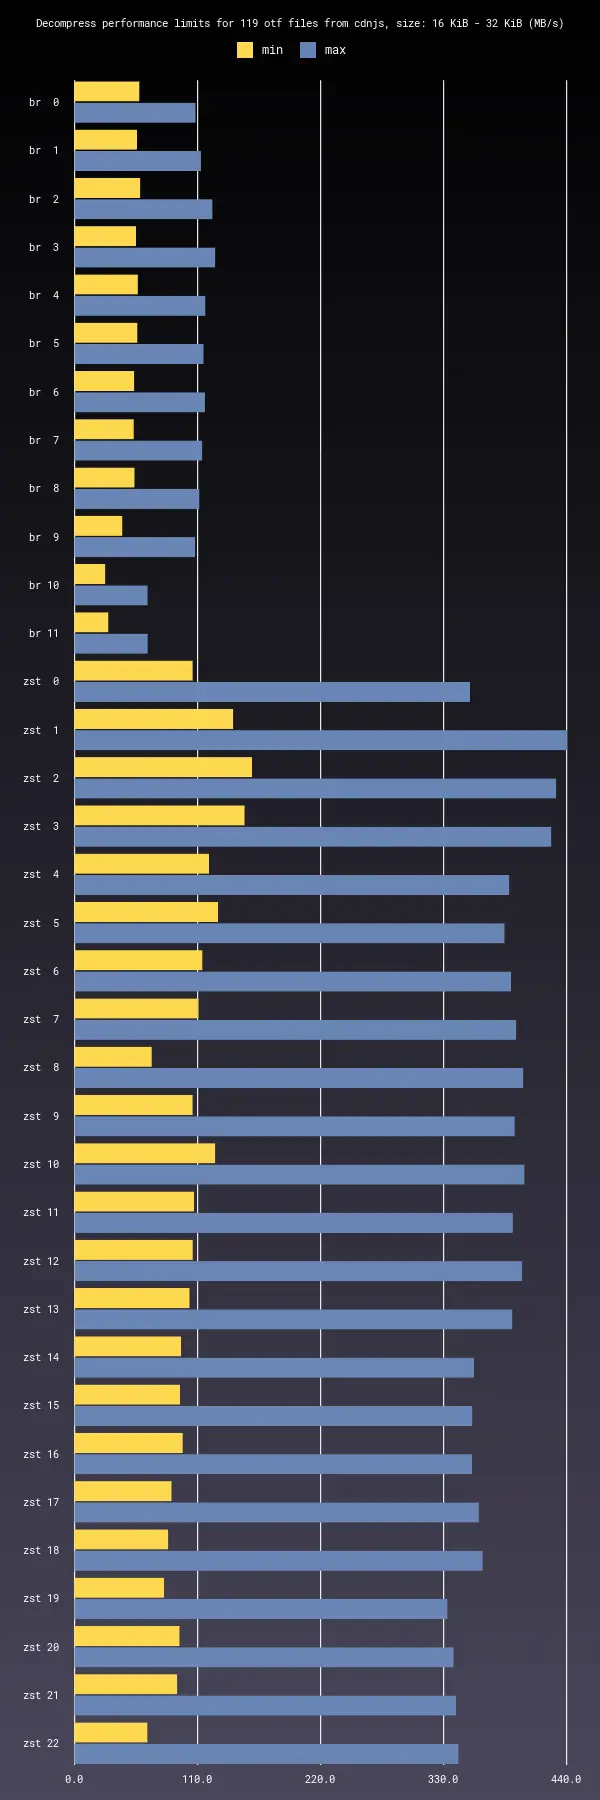 Decompress performance limits for 119 otf files from cdnjs, size: 16 KiB - 32 KiB (MB/s)
min max
br 0
br 1
br 2
br 3
br 4
br 5
br 6
br 7
br 8
br 9
br 10
br 11
zst 0
zst 1
zst 2
zst 3
zst 4
zst 5
zst 6
zst 7
zst 8
zst 9
zst 10
zst 11
zst 12
zst 13
zst 14
zst 15
zst 16
zst 17
zst 18
zst 19
zst 20
zst 21
zst 22
0.0 110.0 220.0 330.0 440.0